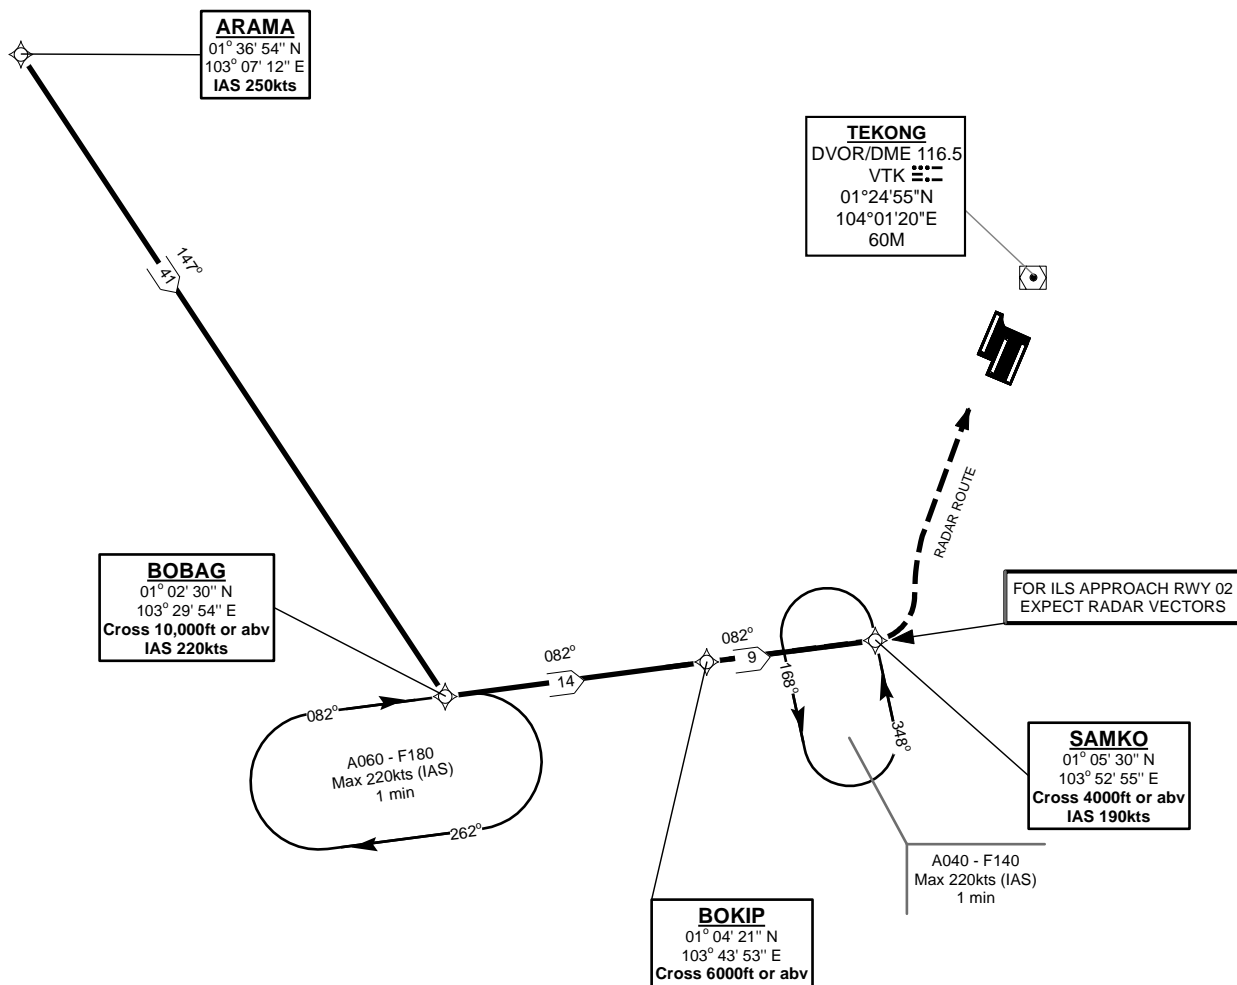 ARAMA
01° 36' 54" N
103° 07' 12" E
IAS 250kts
TEKONG
DVOR/DME 116.5
VTK
01°24'55"N
104°01'20"E
60M
147°
41
RADAR ROUTE
BOBAG
01° 02' 30" N
103° 29' 54" E
Cross 10,000ft or abv
IAS 220kts
FOR ILS APPROACH RWY 02
EXPECT RADAR VECTORS
082°
14
082°
9
082°
A060 - F180
Max 220kts (IAS)
1 min
262°
168°
348°
SAMKO
01° 05' 30" N
103° 52' 55" E
Cross 4000ft or abv
IAS 190kts
A040 - F140
Max 220kts (IAS)
1 min
BOKIP
01° 04' 21" N
103° 43' 53" E
Cross 6000ft or abv